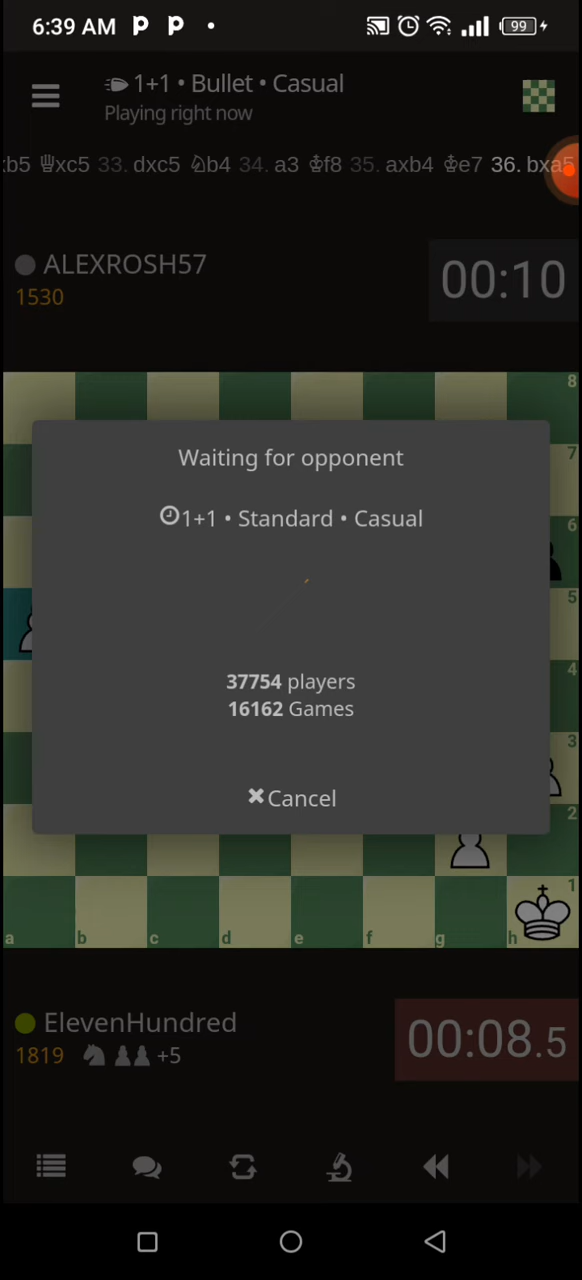 6:39 AM
99
1+1 • Bullet • Casual
Playing right now
xb5 ♕xc5 33. dxc5 ♘b4 34. a3 ♔f8 35. axb4 ♔e7 36. bxa5
ALEXROSH57
1530
00:10
8
7
6
5
4
3
2
1
Waiting for opponent
1+1 • Standard • Casual
37754 players
16162 Games
✖Cancel
a b c d e f g h
ElevenHundred
1819 +5
00:08.5